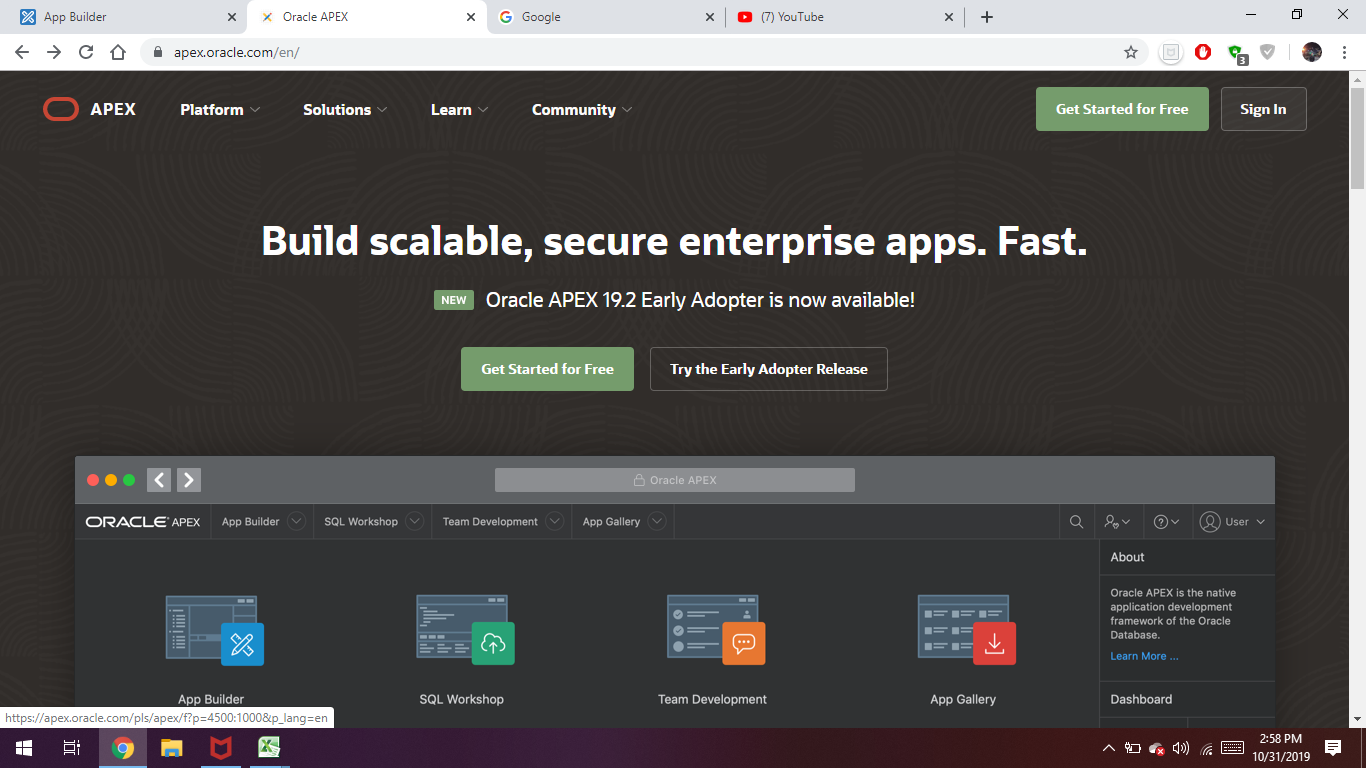 App Builder
Oracle APEX
Google
(7) YouTube
apex.oracle.com/en/
3
APEX
Platform
Solutions
Learn
Community
Get Started for Free
Sign In
Build scalable, secure enterprise apps. Fast.
NEW Oracle APEX 19.2 Early Adopter is now available!
Get Started for Free
Try the Early Adopter Release
Oracle APEX
ORACLE APEX
App Builder
SQL Workshop
Team Development
App Gallery
User
About
Oracle APEX is the native
application development
framework of the Oracle
Database.
Learn More ...
App Builder
SQL Workshop
Team Development
App Gallery
Dashboard
https://apex.oracle.com/pls/apex/f?p=4500:1000&p_lang=en
2:58 PM
10/31/2019